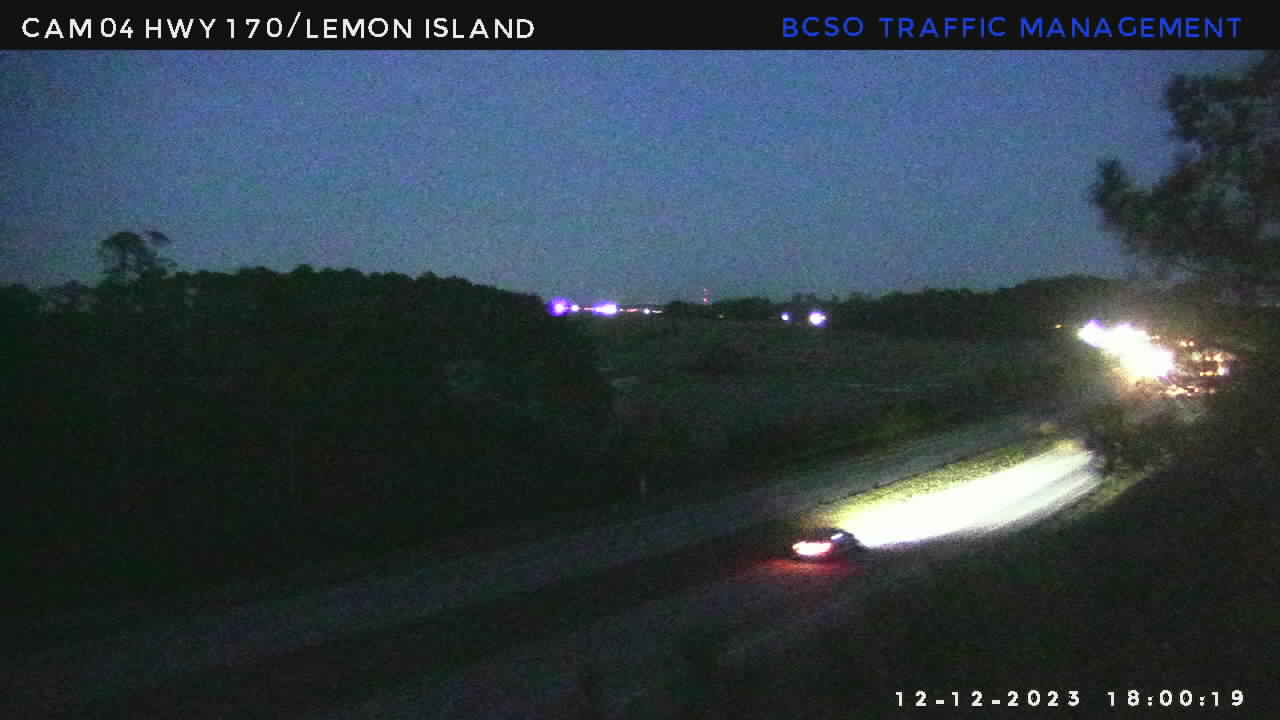 CAM04 HWY 170/LEMON ISLAND
BCSO TRAFFIC MANAGEMENT
12-12-2023 18:00:19